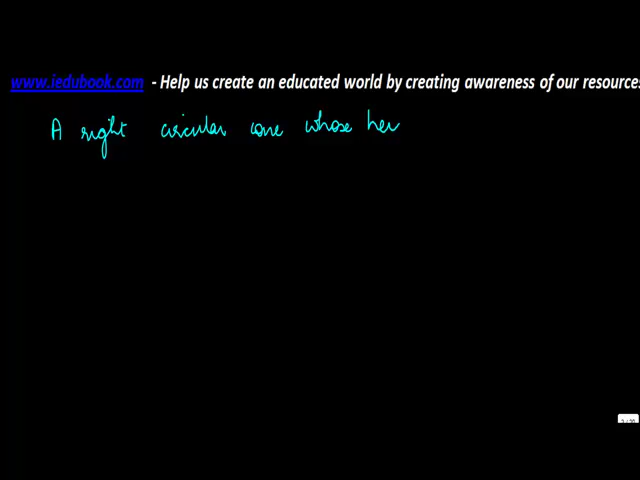 www.iedubook.com - Help us create an educated world by creating awareness of our resources
A right circular cone whose hei